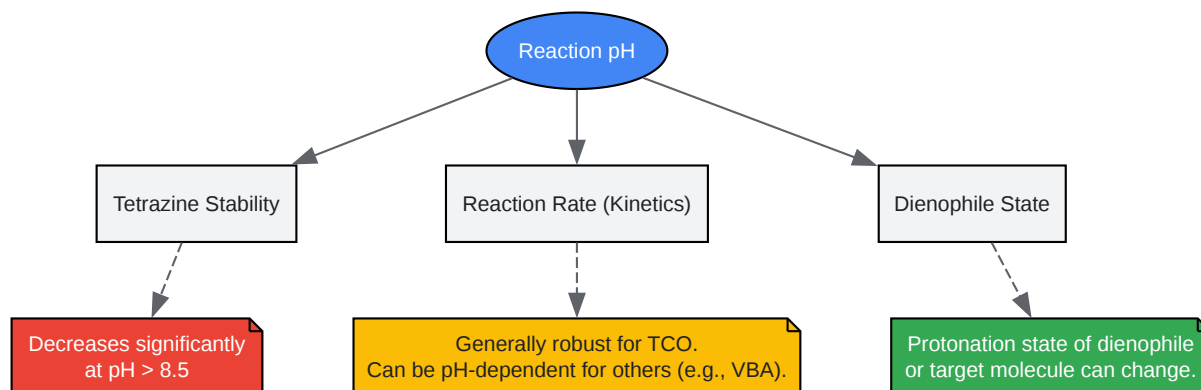 Reaction pH
Tetrazine Stability
Reaction Rate (Kinetics)
Dienophile State
Decreases significantly
at pH > 8.5
Generally robust for TCO.
Can be pH-dependent for others (e.g., VBA).
Protonation state of dienophile
or target molecule can change.